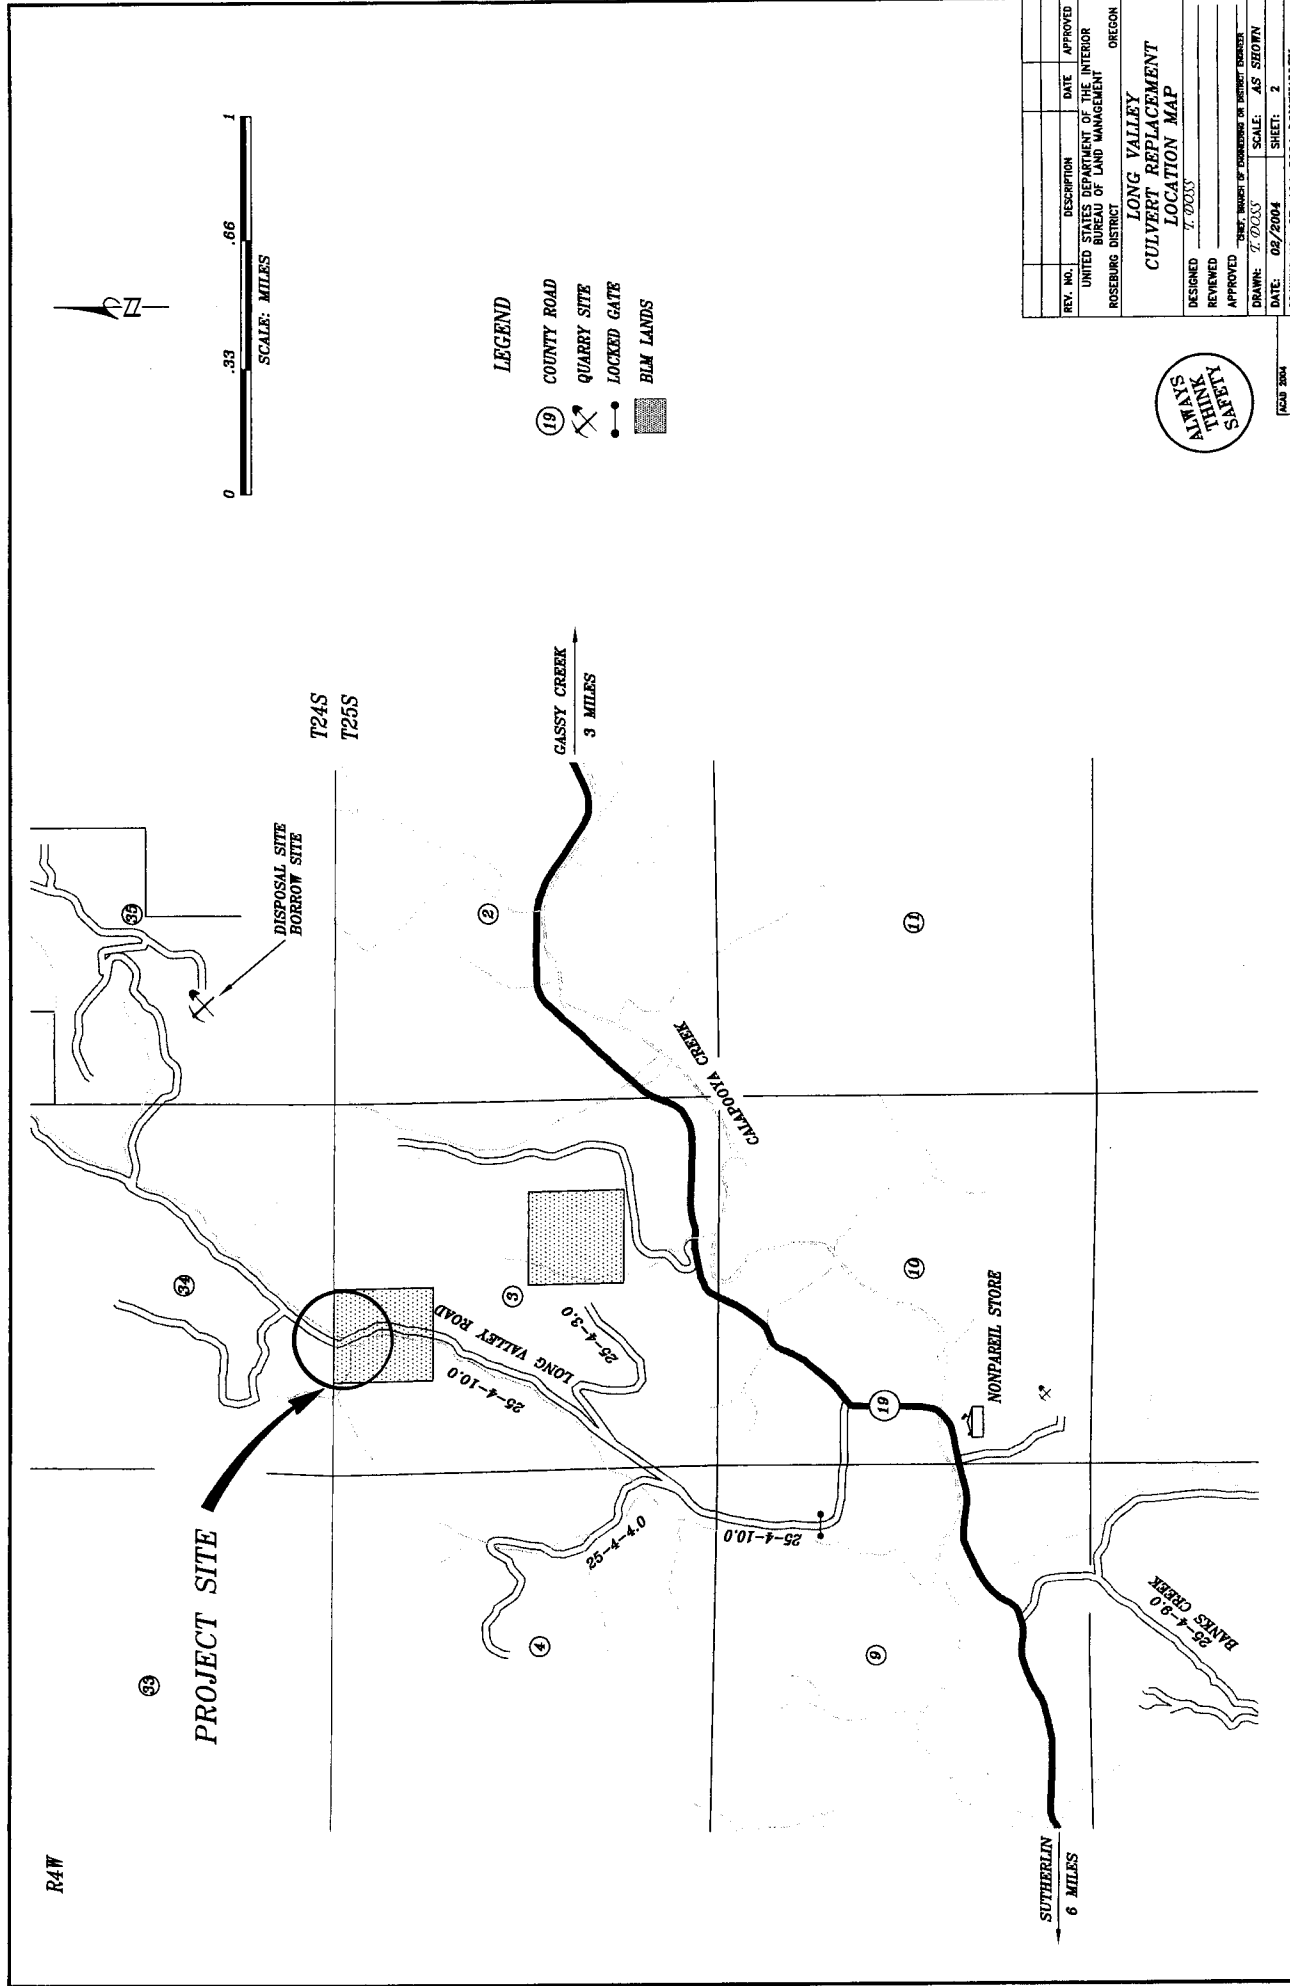 R4W
33
34
35
PROJECT SITE
DISPOSAL SITE
BORROW SITE
T24S
T25S
0 .33 .66 1
SCALE: MILES
N
LEGEND
19 COUNTY ROAD
QUARRY SITE
LOCKED GATE
BLM LANDS
4
3
2
25-4-10.0
LONG VALLEY ROAD
25-4-3.0
25-4-4.0
25-4-10.0
GASSY CREEK
3 MILES
CALAPOOYA CREEK
9
10
11
19
NONPAREIL STORE
25-4-9.0
BANKS CREEK
SUTHERLIN
6 MILES
ALWAYS
THINK
SAFETY
ACAD 2004
REV. NO. DESCRIPTION DATE APPROVED
UNITED STATES DEPARTMENT OF THE INTERIOR
BUREAU OF LAND MANAGEMENT
ROSEBURG DISTRICT OREGON
LONG VALLEY
CULVERT REPLACEMENT
LOCATION MAP
DESIGNED T. DOSS
REVIEWED
APPROVED
CHIEF, BRANCH OF ENGINEERING OR DISTRICT ENGINEER
DRAWN: T. DOSS SCALE: AS SHOWN
DATE: 02/2004 SHEET: 2